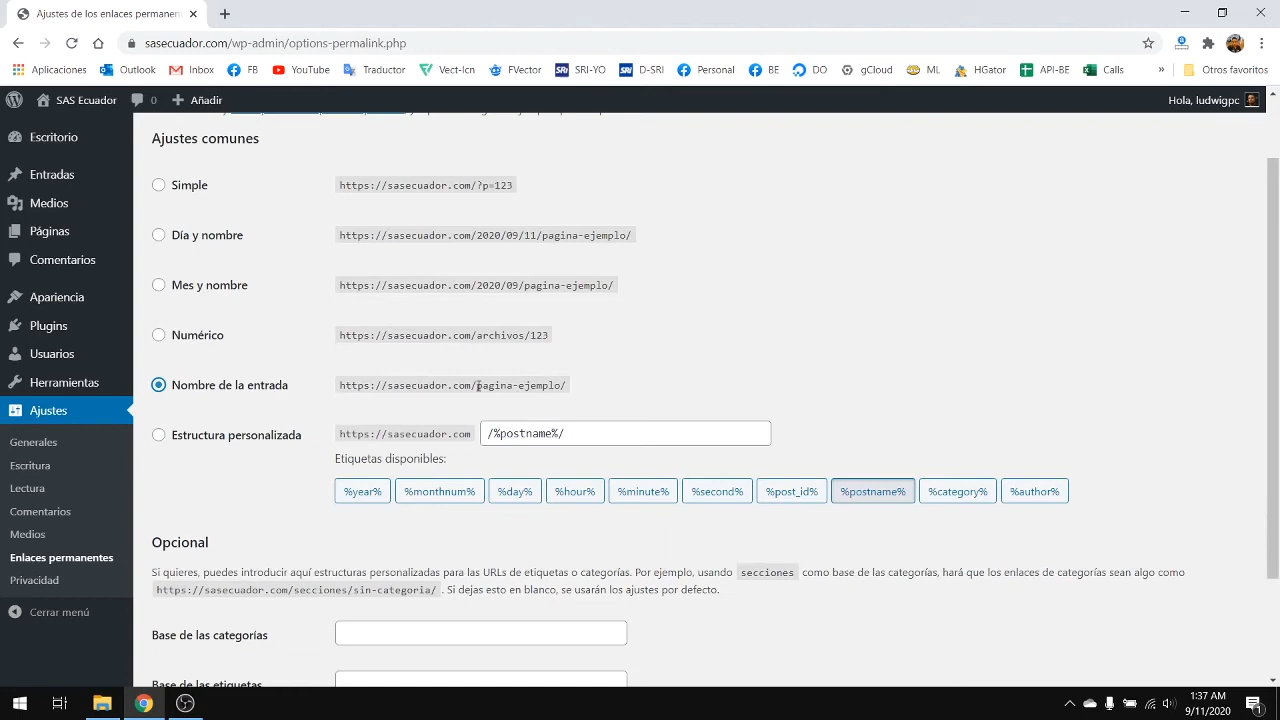 Ajustes de los enlaces permanent
sasecuador.com/wp-admin/options-permalink.php
Aplicaciones Outlook Inbox FB YouTube Traductor Vect-Icn FVector SRI-YO D-SRI Personal BE DO gCloud ML HGator API-BE Calls » Otros favoritos
SAS Ecuador 0 Añadir Hola, ludwigpc
Escritorio
Entradas
Medios
Páginas
Comentarios
Apariencia
Plugins
Usuarios
Herramientas
Ajustes
Generales
Escritura
Lectura
Comentarios
Medios
Enlaces permanentes
Privacidad
Cerrar menú
Ajustes comunes
Simple https://sasecuador.com/?p=123
Día y nombre https://sasecuador.com/2020/09/11/pagina-ejemplo/
Mes y nombre https://sasecuador.com/2020/09/pagina-ejemplo/
Numérico https://sasecuador.com/archivos/123
Nombre de la entrada https://sasecuador.com/pagina-ejemplo/
Estructura personalizada https://sasecuador.com /%postname%/
Etiquetas disponibles:
%year% %monthnum% %day% %hour% %minute% %second% %post_id% %postname% %category% %author%
Opcional
Si quieres, puedes introducir aquí estructuras personalizadas para las URLs de etiquetas o categorías. Por ejemplo, usando secciones como base de las categorías, hará que los enlaces de categorías sean algo como
https://sasecuador.com/secciones/sin-categoria/ . Si dejas esto en blanco, se usarán los ajustes por defecto.
Base de las categorías
Base de las etiquetas
1:37 AM
9/11/2020